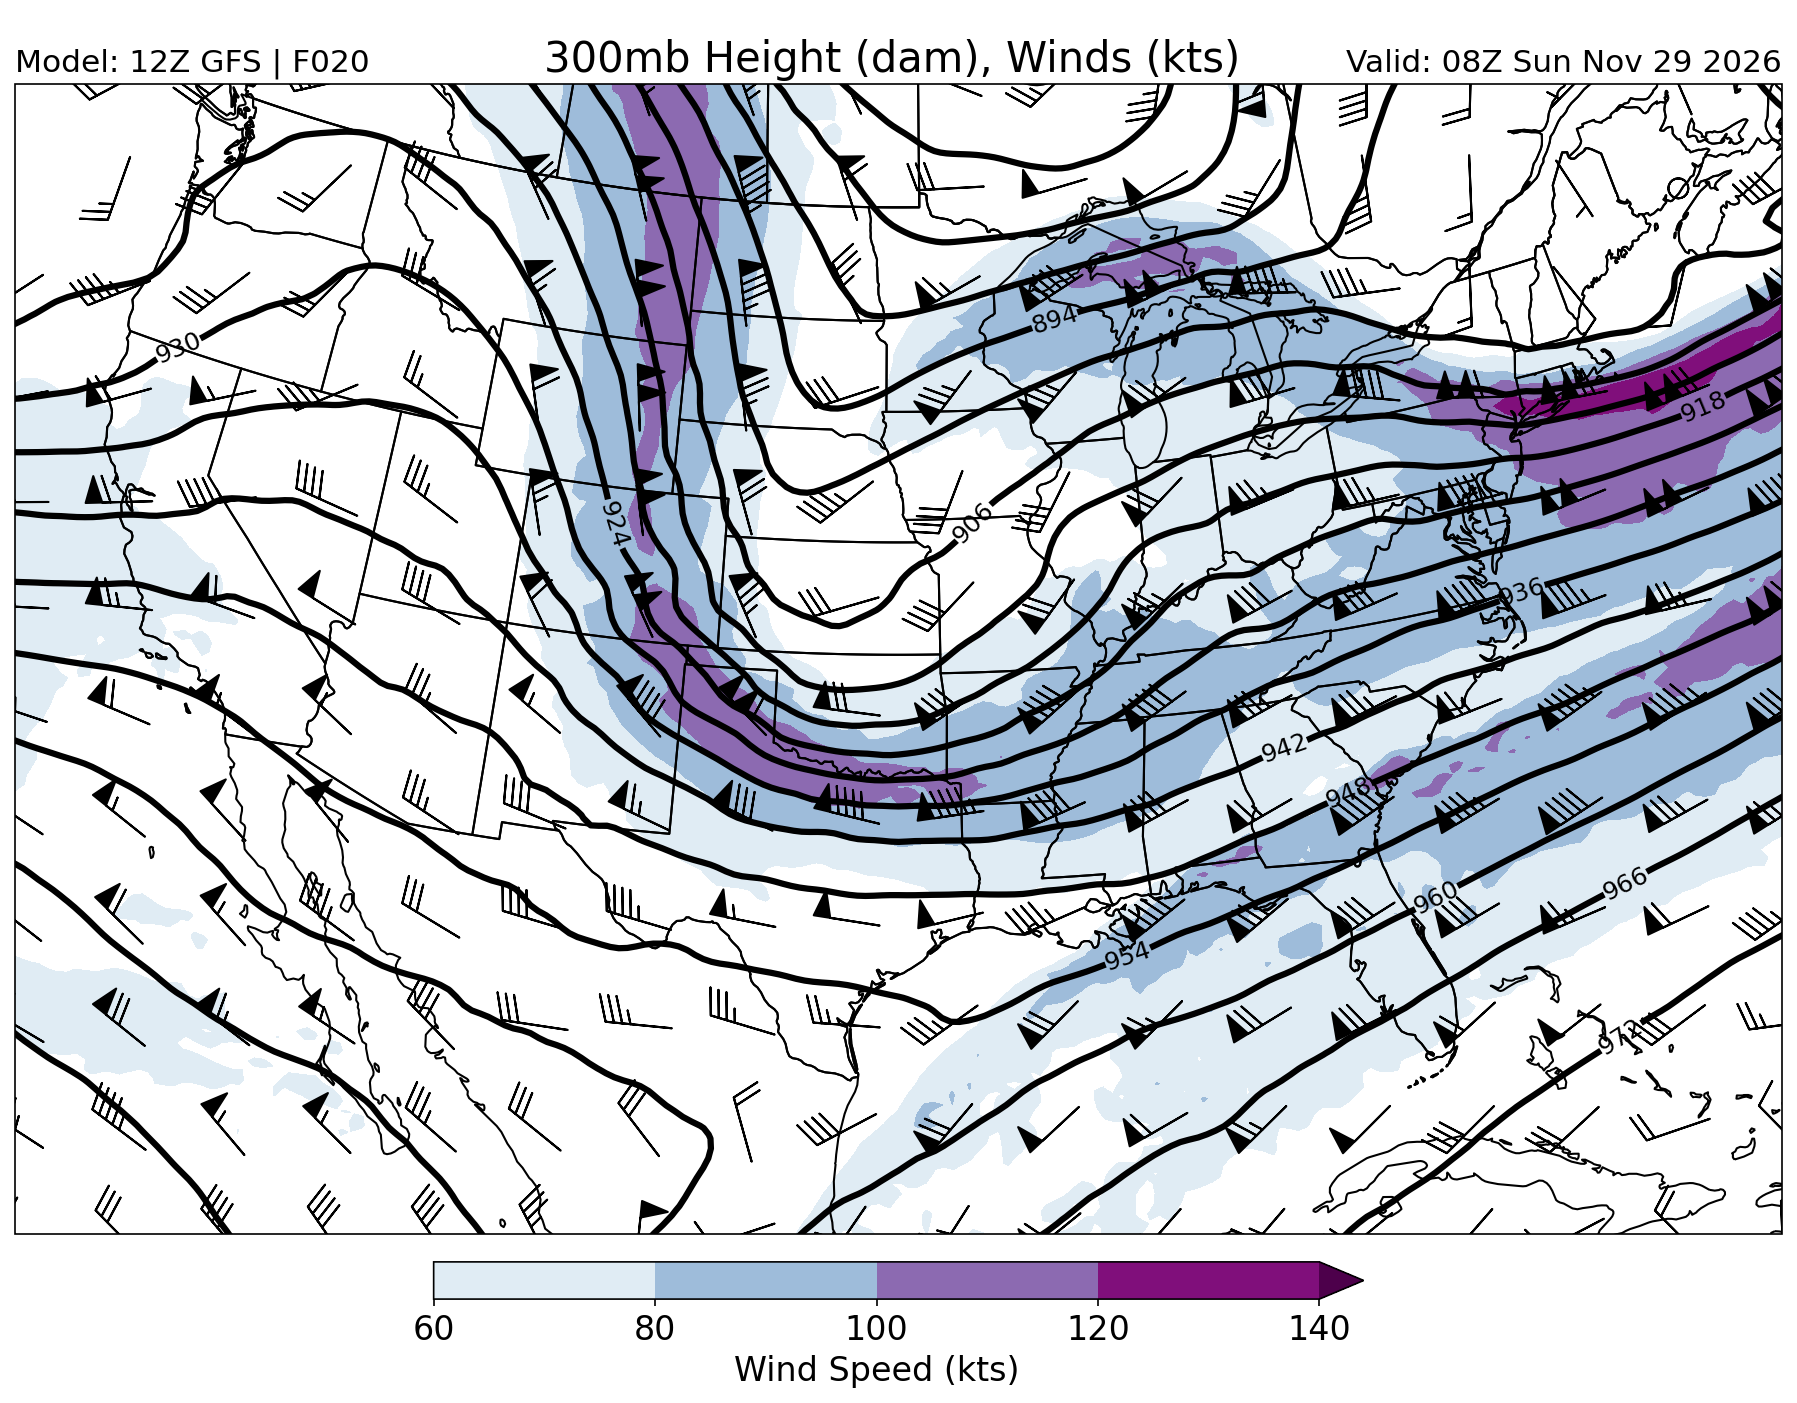 Model: 12Z GFS | F020
300mb Height (dam), Winds (kts)
Valid: 08Z Sun Nov 29 2026
894
930
918
906
924
936
942
948
966
960
954
972
60 80 100 120 140
Wind Speed (kts)